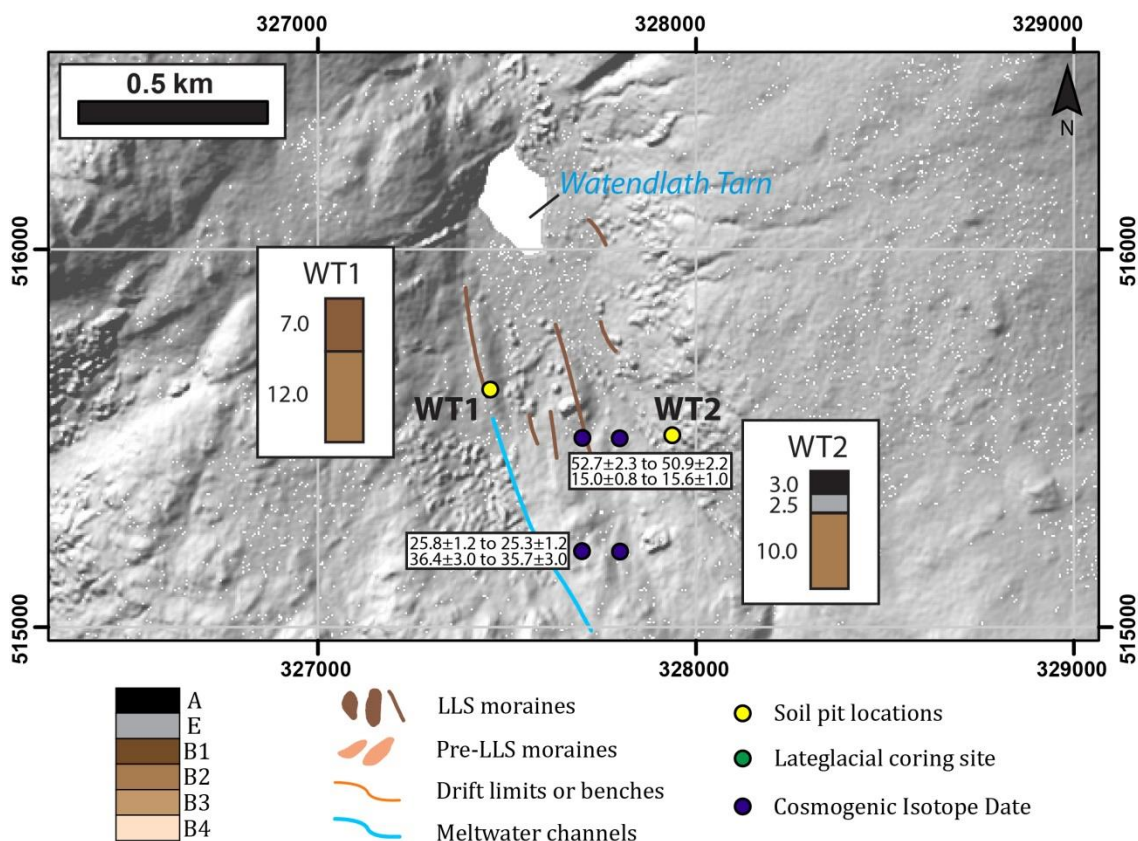 327000
328000
329000
0.5 km
N
Watendlath Tarn
516000
516000
WT1
7.0
12.0
WT1
WT2
52.7±2.3 to 50.9±2.2
15.0±0.8 to 15.6±1.0
WT2
3.0
2.5
10.0
25.8±1.2 to 25.3±1.2
36.4±3.0 to 35.7±3.0
515000
515000
327000
328000
329000
A
E
B1
B2
B3
B4
LLS moraines
Pre-LLS moraines
Drift limits or benches
Meltwater channels
Soil pit locations
Lateglacial coring site
Cosmogenic Isotope Date